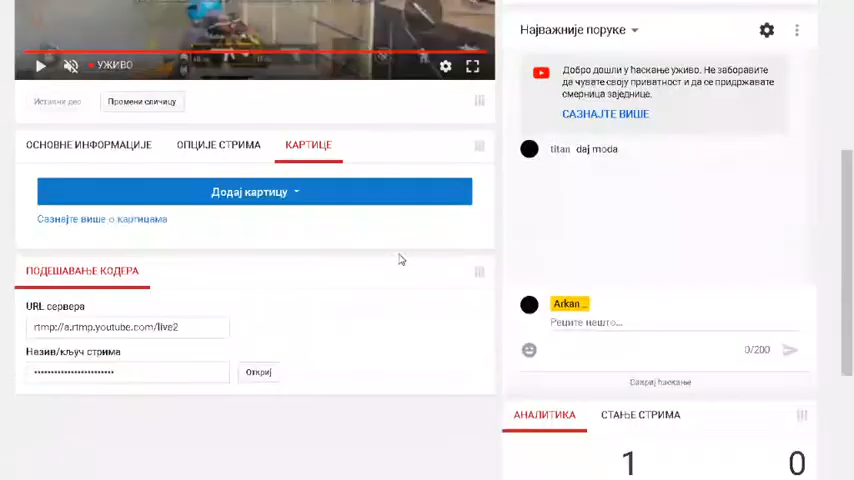 УЖИВО
Истакни део
Промени сличицу
ОСНОВНЕ ИНФОРМАЦИЈЕ
ОПЦИЈЕ СТРИМА
КАРТИЦЕ
Додај картицу
Сазнајте више о картицама
ПОДЕШАВАЊЕ КОДЕРА
URL сервера
rtmp://a.rtmp.youtube.com/live2
Назив/кључ стрима
••••••••••••••••••••••••
Откриј
Најважније поруке
Добро дошли у ћаскање уживо. Не заборавите
да чувате своју приватност и да се придржавате
смерница заједнице.
САЗНАЈТЕ ВИШЕ
titan daj moda
Arkan _
Реците нешто...
0/200
Сакриј ћаскање
АНАЛИТИКА
СТАЊЕ СТРИМА
1
0